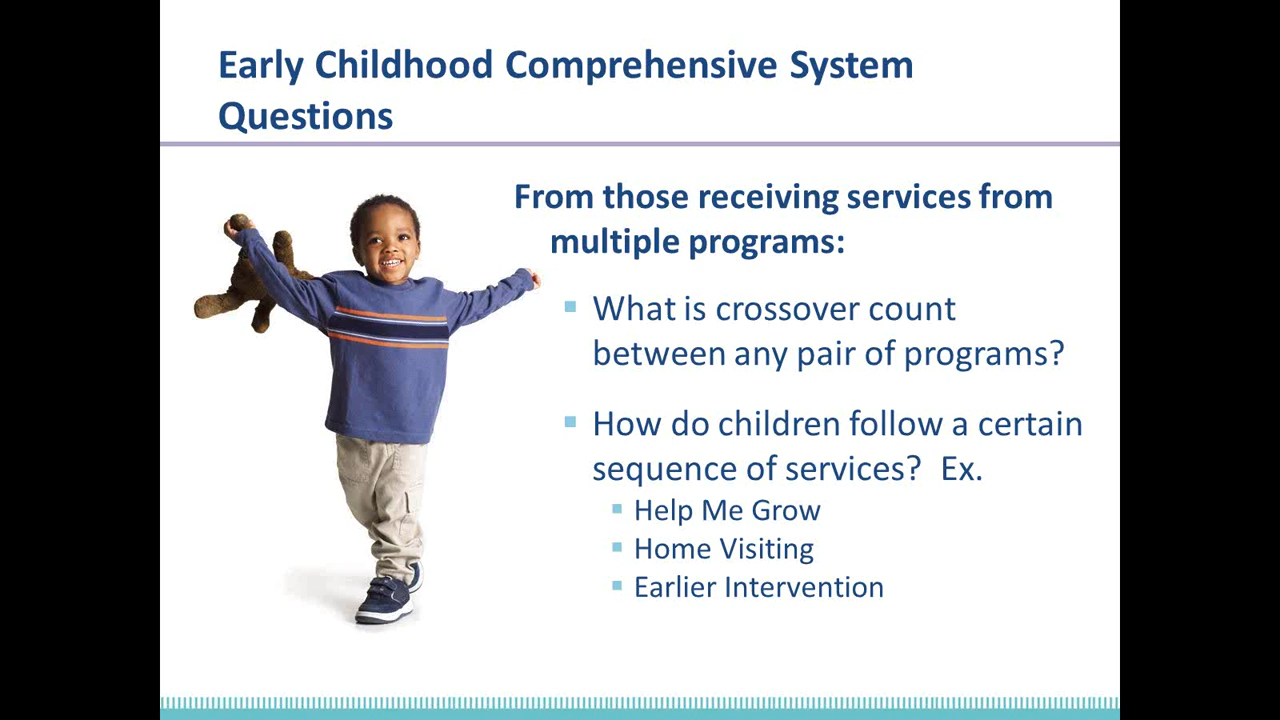 Early Childhood Comprehensive System
Questions
From those receiving services from
multiple programs:
What is crossover count
between any pair of programs?
How do children follow a certain
sequence of services? Ex.
Help Me Grow
Home Visiting
Earlier Intervention